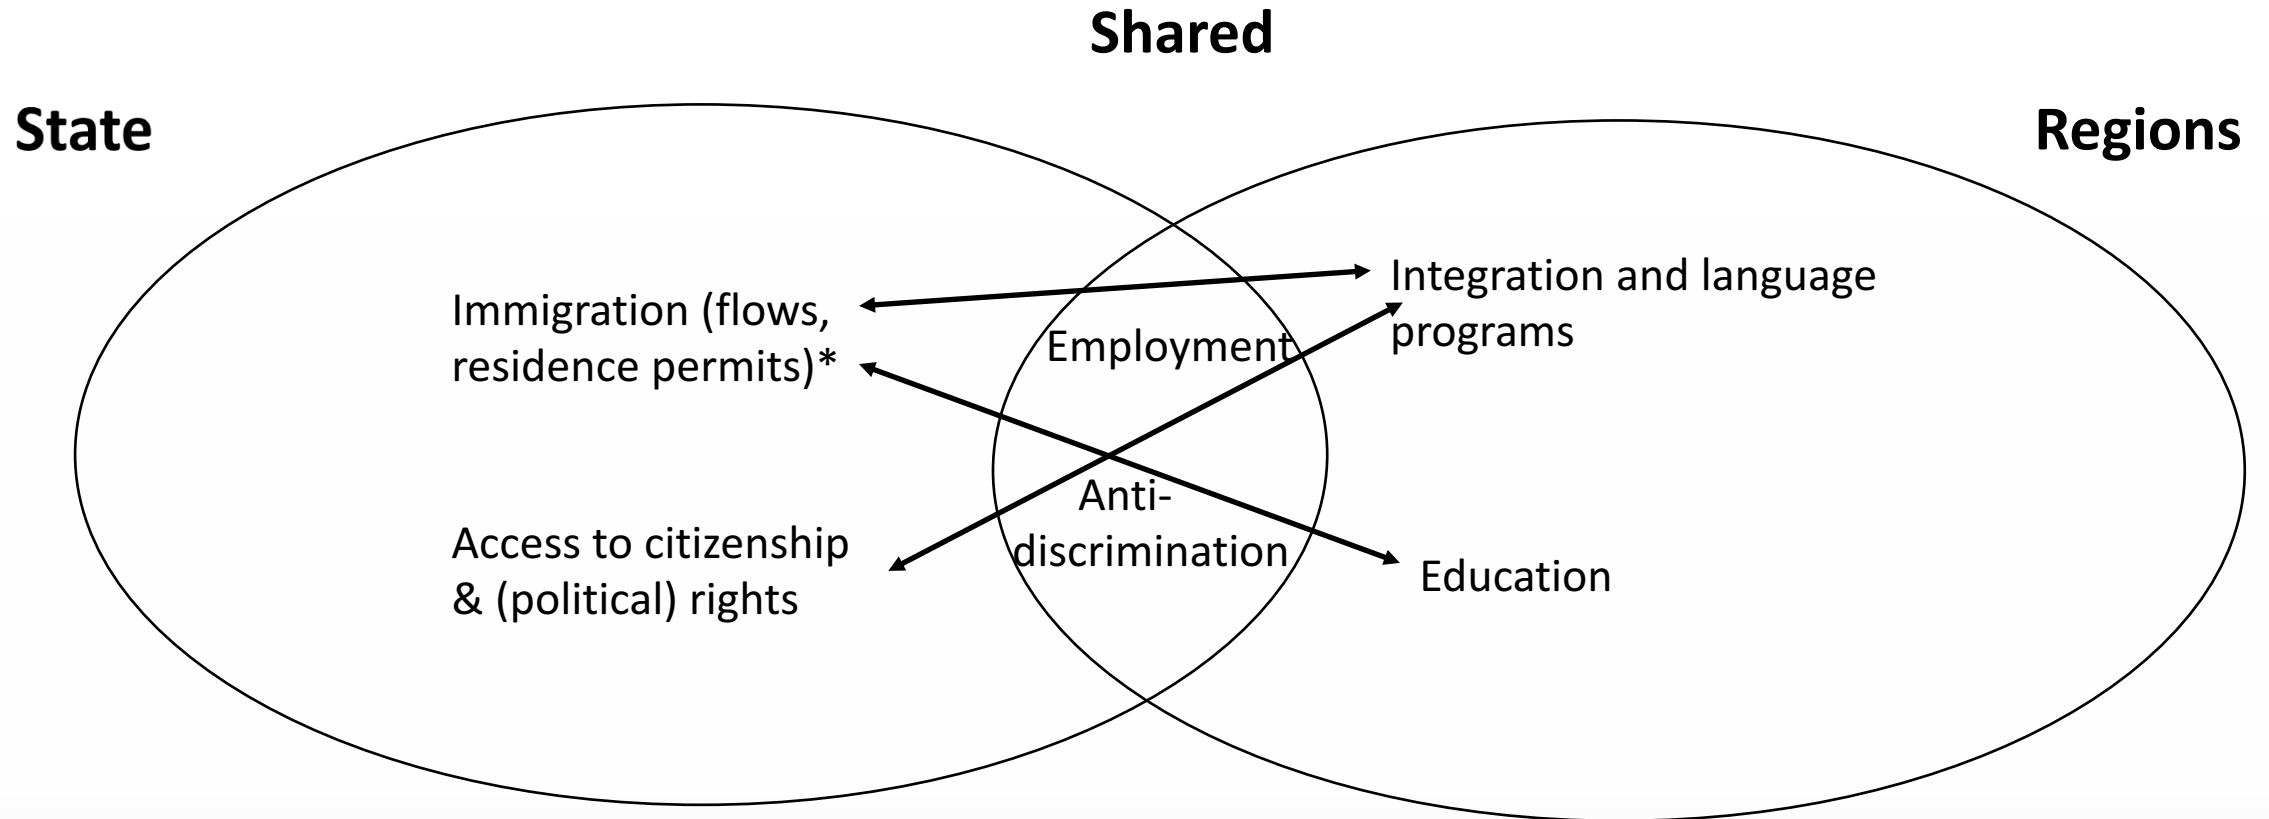 Shared
State
Regions
Immigration (flows,
residence permits)*
Access to citizenship
& (political) rights
Employment
Anti-
discrimination
Integration and language
programs
Education